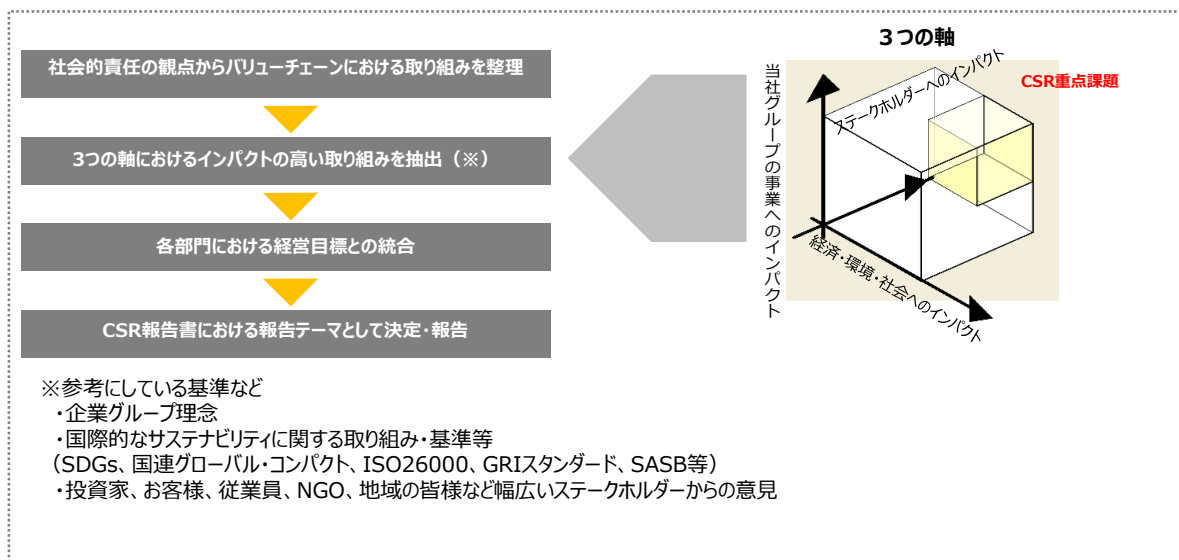 社会的責任の観点からバリューチェーンにおける取り組みを整理
3つの軸におけるインパクトの高い取り組みを抽出（※）
各部門における経営目標との統合
CSR報告書における報告テーマとして決定・報告
３つの軸
当社グループの事業へのインパクト
ステークホルダーへのインパクト
CSR重点課題
経済・環境・社会へのインパクト
※参考にしている基準など
・企業グループ理念
・国際的なサステナビリティに関する取り組み・基準等
（SDGs、国連グローバル・コンパクト、ISO26000、GRIスタンダード、SASB等）
・投資家、お客様、従業員、NGO、地域の皆様など幅広いステークホルダーからの意見